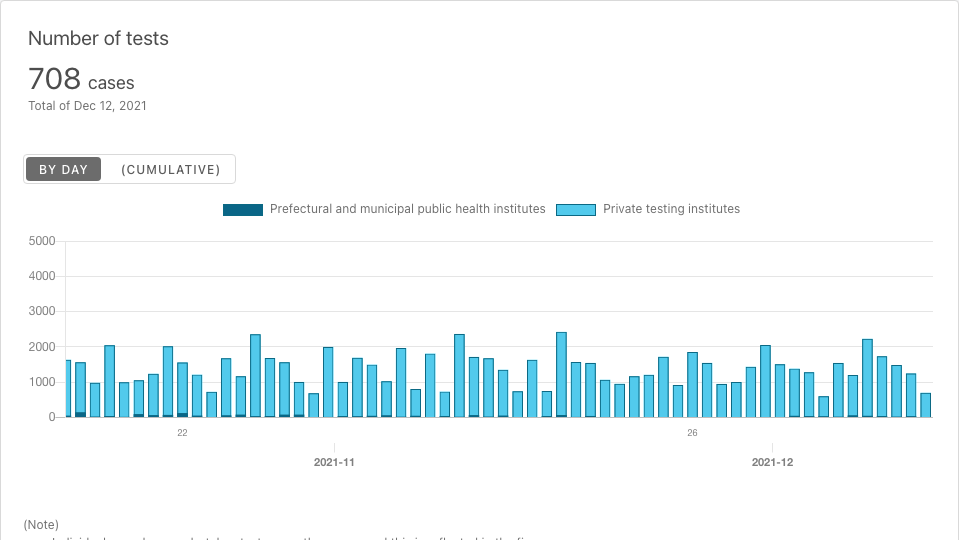 Number of tests
708 cases
Total of Dec 12, 2021
BY DAY (CUMULATIVE)
Prefectural and municipal public health institutes Private testing institutes
5000
4000
3000
2000
1000
0
22 26
2021-11 2021-12
(Note)